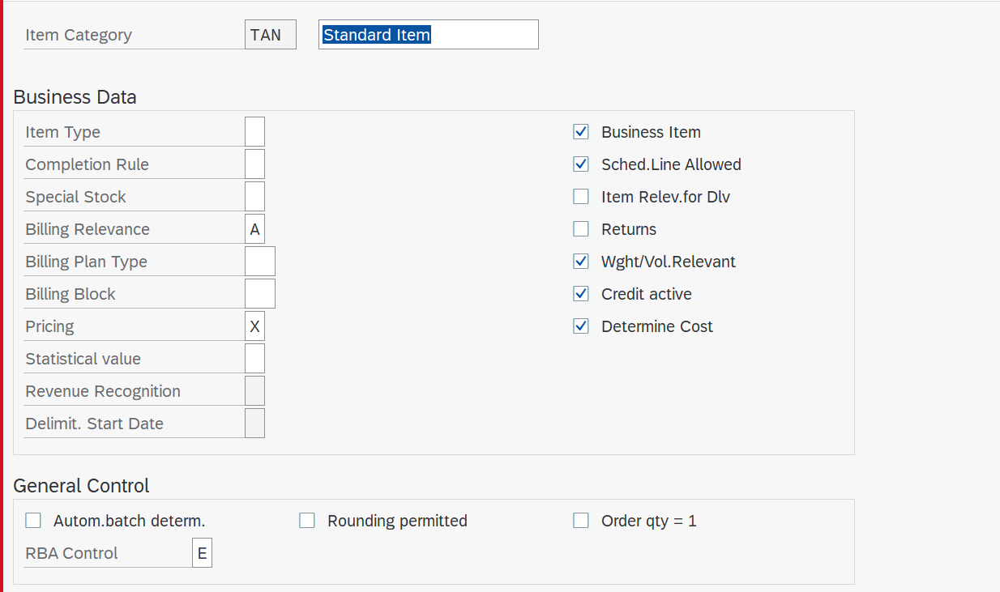 Item Category TAN Standard Item
Business Data
Item Type Business Item
Completion Rule Sched.Line Allowed
Special Stock Item Relev.for Dlv
Billing Relevance A Returns
Billing Plan Type Wght/Vol.Relevant
Billing Block Credit active
Pricing X Determine Cost
Statistical value
Revenue Recognition
Delimit. Start Date
General Control
Autom.batch determ. Rounding permitted Order qty = 1
RBA Control E